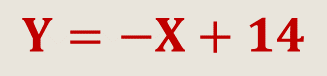 Y = −X + 14